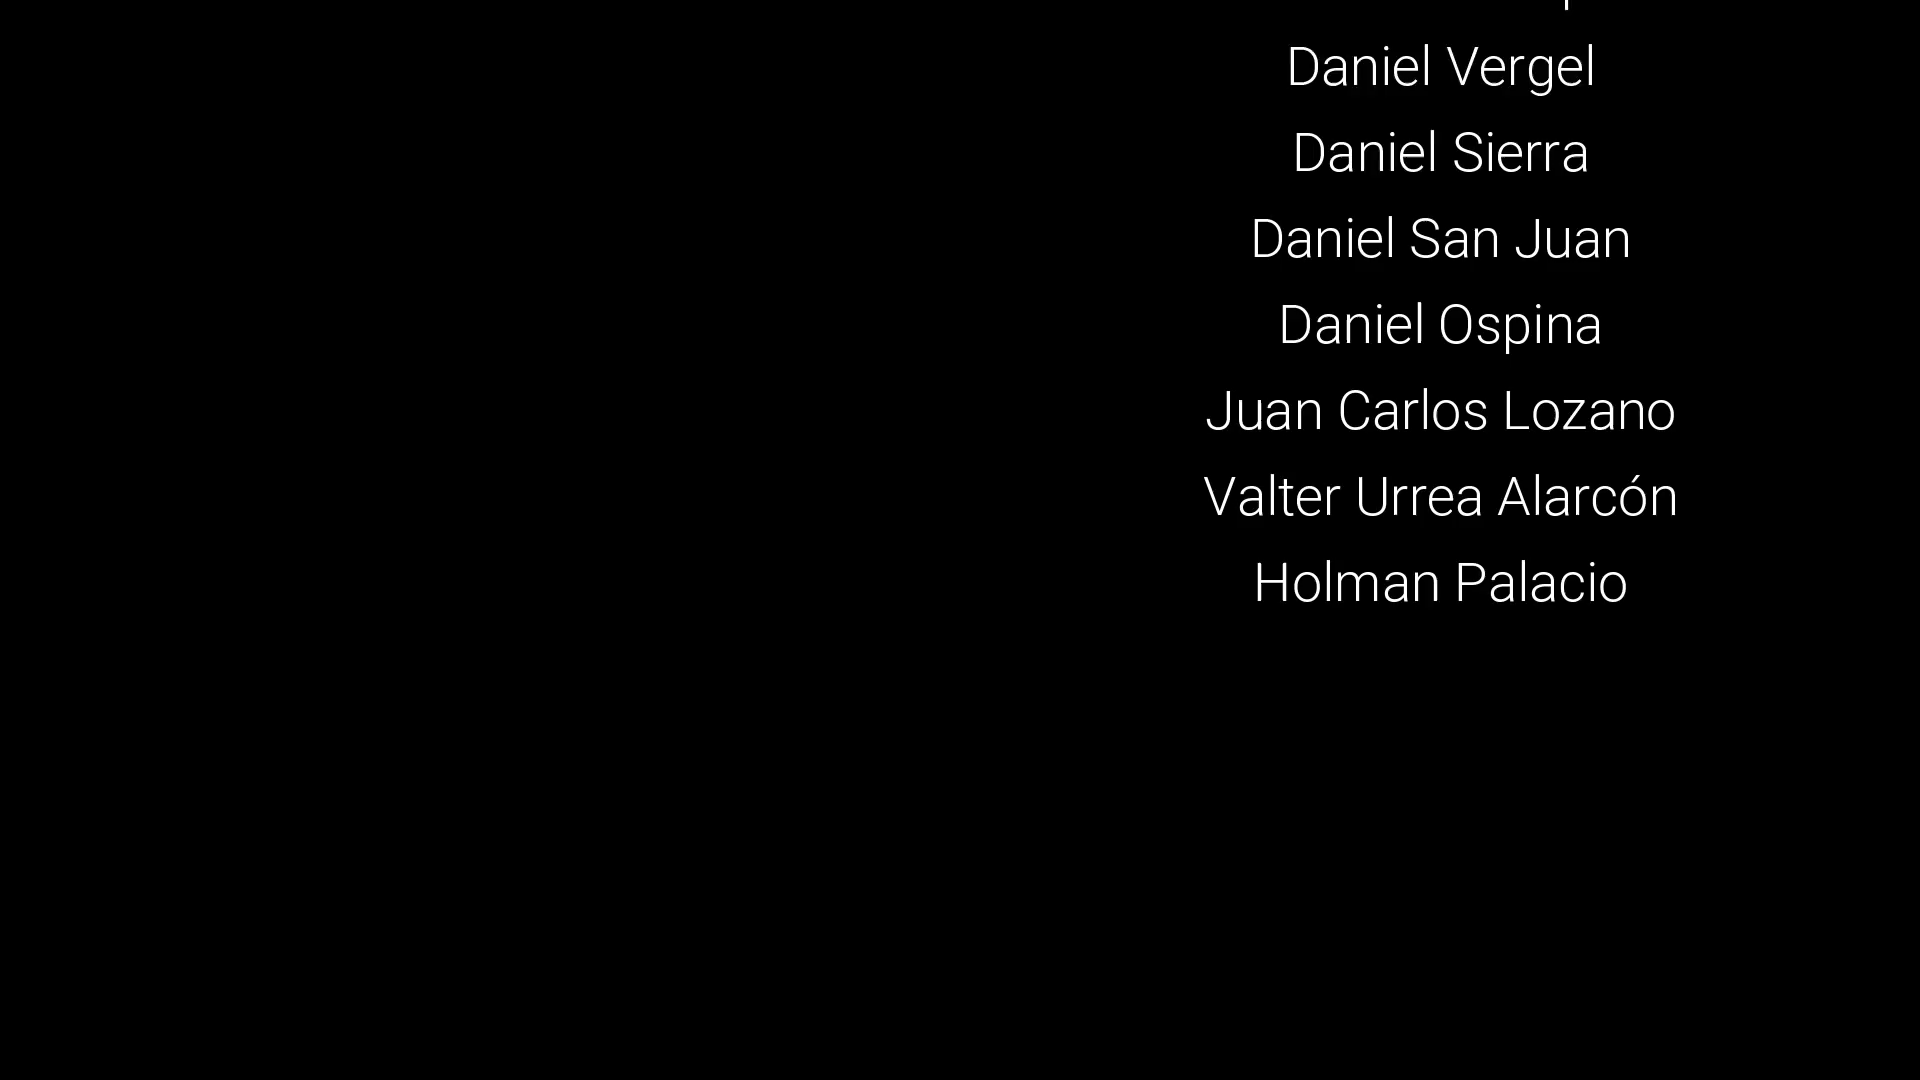 Daniel Vergel
Daniel Sierra
Daniel San Juan
Daniel Ospina
Juan Carlos Lozano
Valter Urrea Alarcón
Holman Palacio